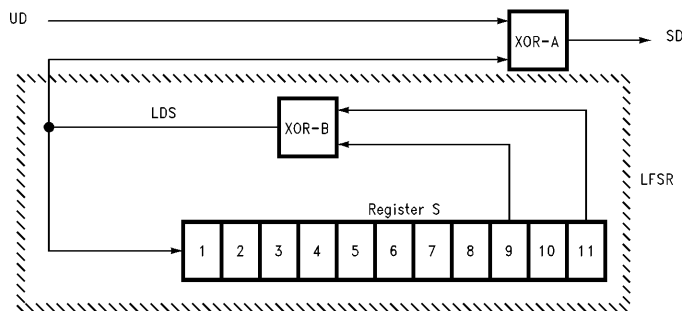 UD
XOR-A
SD
LDS
XOR-B
LFSR
Register S
1 2 3 4 5 6 7 8 9 10 11